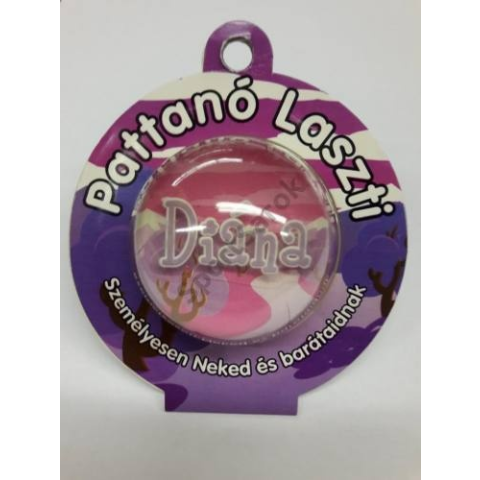 Pattanó Laszti
Diana
Személyesen Neked és barátaidnak